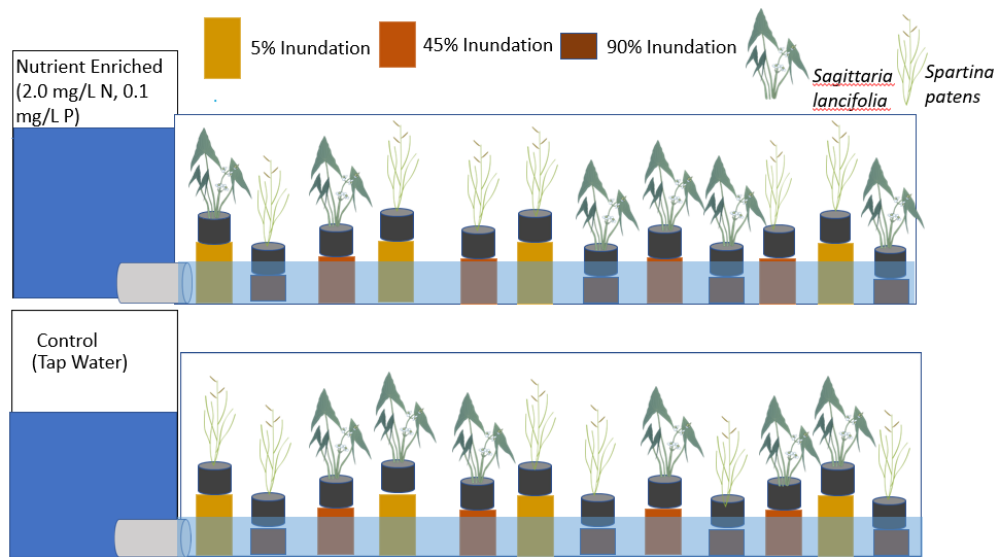 5% Inundation
45% Inundation
90% Inundation
Sagittaria
lancifolia
Spartina
patens
Nutrient Enriched
(2.0 mg/L N, 0.1
mg/L P)
Control
(Tap Water)